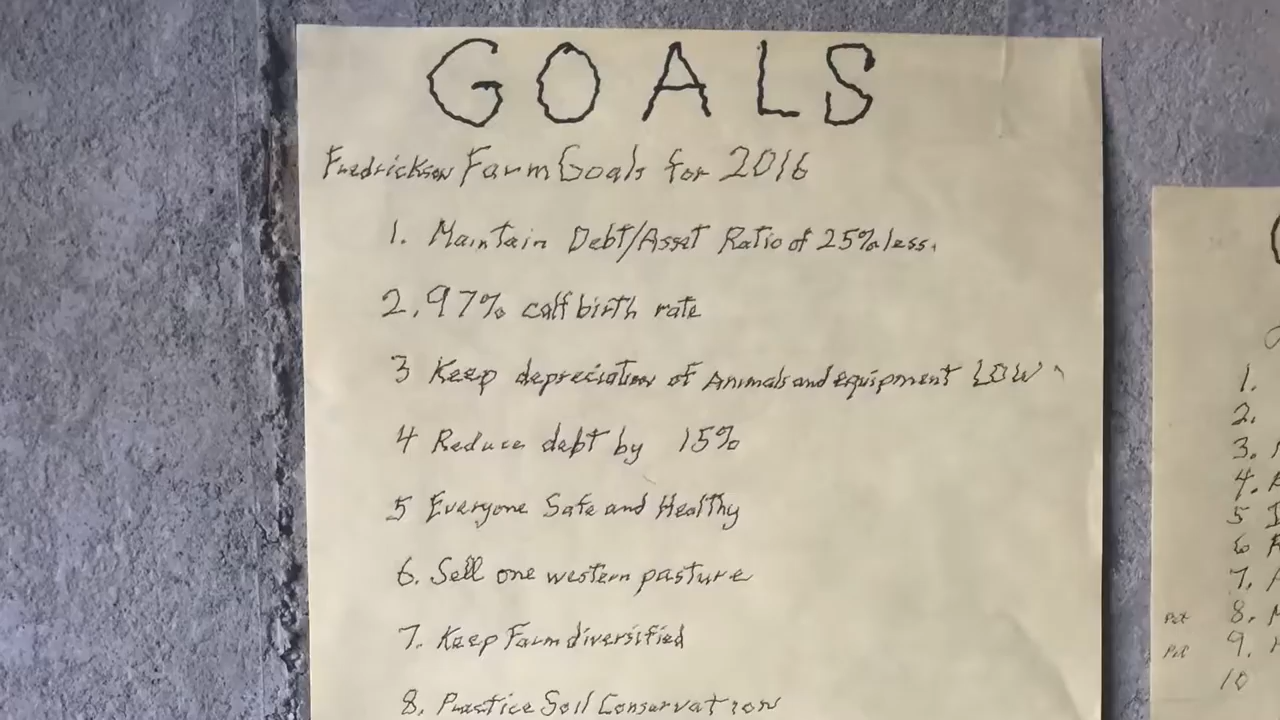 GOALS
Fredrickson Farm Goals for 2016
1. Maintain Debt/Asset Ratio of 25% less.
2. 97% calf birth rate
3 Keep depreciation of Animals and equipment LOW
4 Reduce debt by 15%
5 Everyone Safe and Healthy
6. Sell one western pasture
7. Keep Farm diversified
8. Practice Soil Conservation
1.
2.
3.
4.
5
6
7.
8.
9.
10